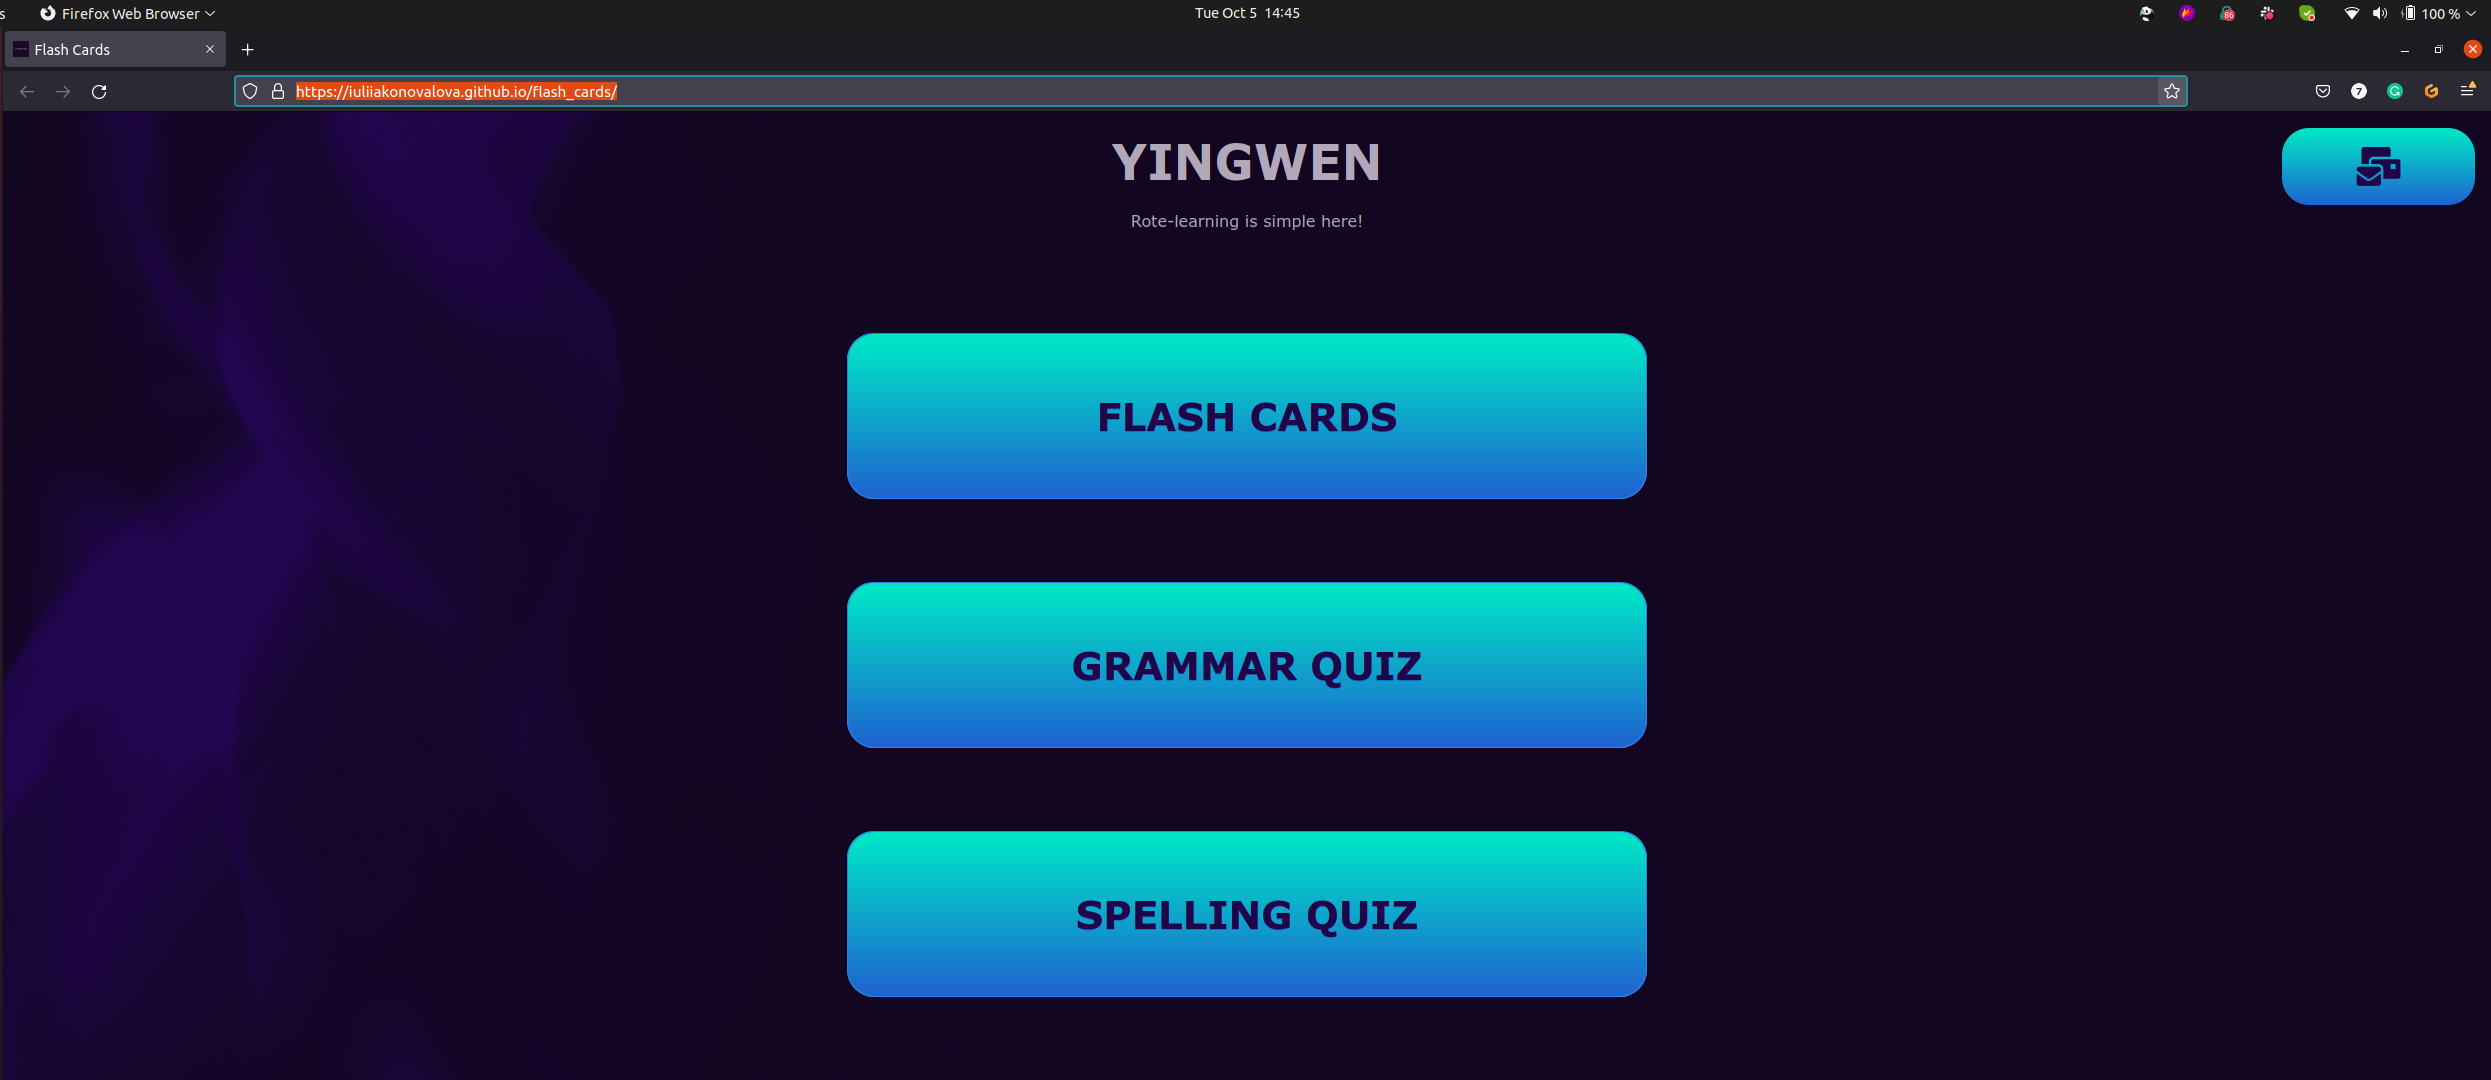 s Firefox Web Browser Tue Oct 5 14:45 86 100 %
Flash Cards
https://iuliiakonovalova.github.io/flash_cards/ 7
YINGWEN
Rote-learning is simple here!
FLASH CARDS
GRAMMAR QUIZ
SPELLING QUIZ